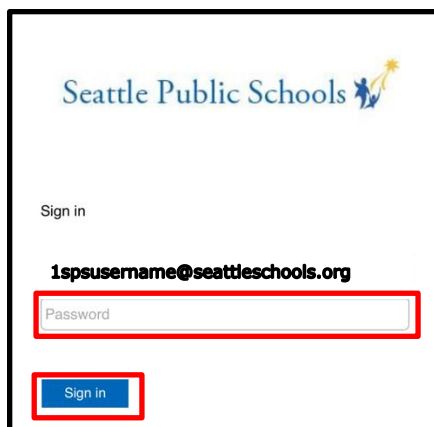 Seattle Public Schools
Sign in
1spsusername@seattleschools.org
Password
Sign in